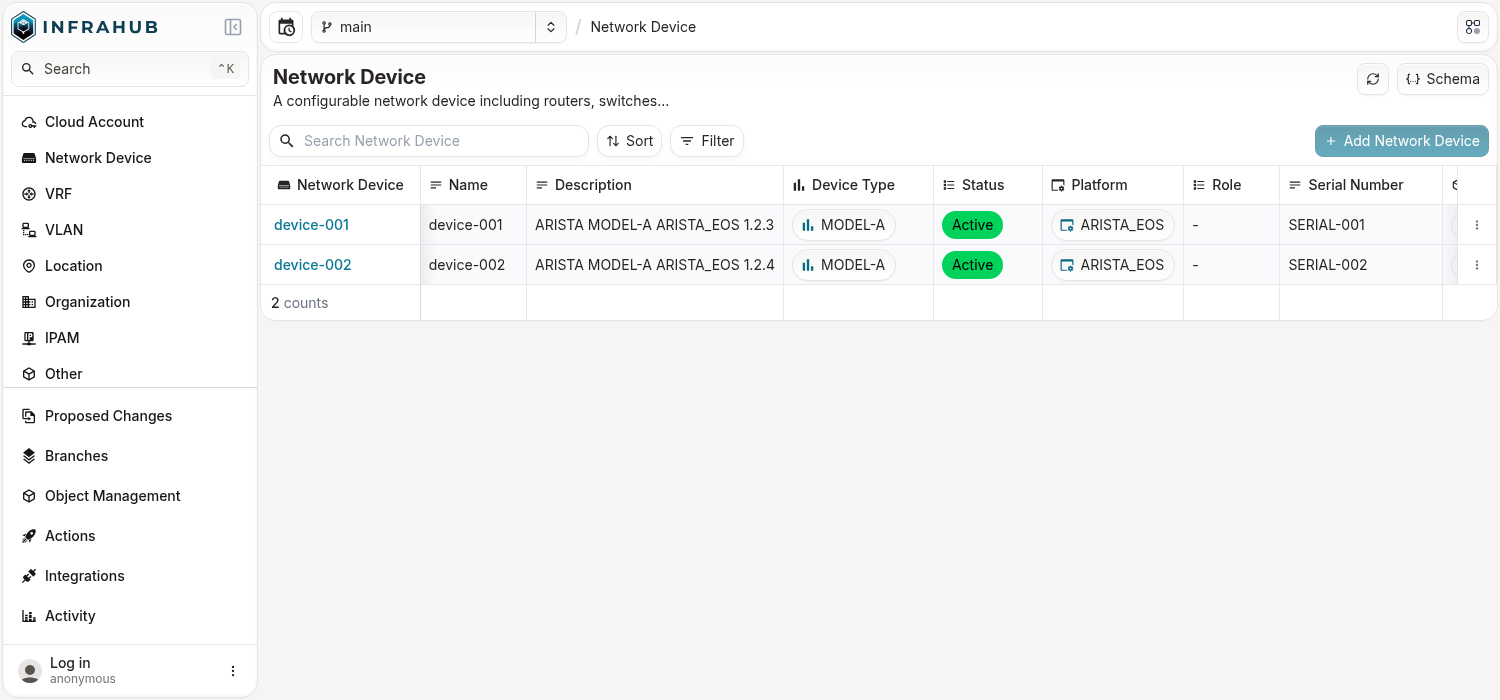 INFRAHUB
Search ⌃K
Cloud Account
Network Device
VRF
VLAN
Location
Organization
IPAM
Other
Proposed Changes
Branches
Object Management
Actions
Integrations
Activity
Log in
anonymous
main / Network Device
Network Device
A configurable network device including routers, switches...
{..} Schema
Search Network Device Sort Filter + Add Network Device
Network Device Name Description Device Type Status Platform Role Serial Number
device-001 device-001 ARISTA MODEL-A ARISTA_EOS 1.2.3 MODEL-A Active ARISTA_EOS - SERIAL-001
device-002 device-002 ARISTA MODEL-A ARISTA_EOS 1.2.4 MODEL-A Active ARISTA_EOS - SERIAL-002
2 counts